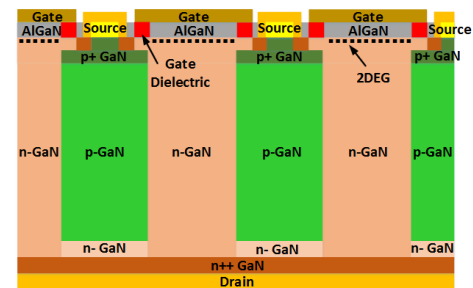 Gate Gate Gate
AlGaN Source AlGaN Source AlGaN Source
p+ GaN Gate p+ GaN p+ GaN
Dielectric 2DEG
n-GaN p-GaN n-GaN p-GaN n-GaN p-GaN
n- GaN n- GaN n- GaN
n++ GaN
Drain